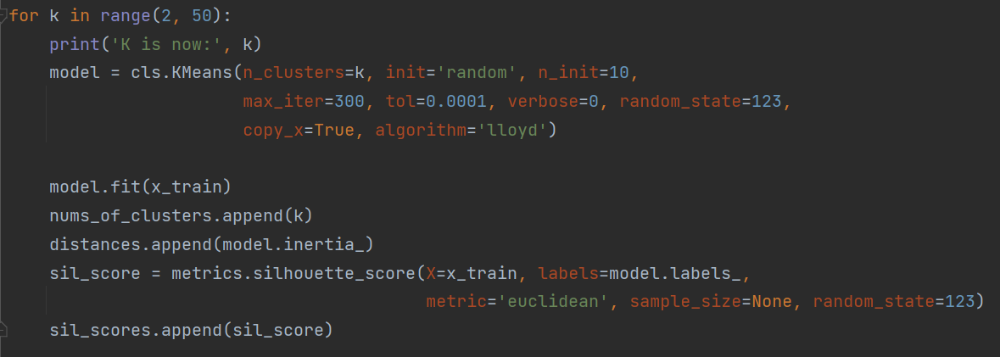 for k in range(2, 50):
    print('K is now:', k)
    model = cls.KMeans(n_clusters=k, init='random', n_init=10,
                       max_iter=300, tol=0.0001, verbose=0, random_state=123,
                       copy_x=True, algorithm='lloyd')
    model.fit(x_train)
    nums_of_clusters.append(k)
    distances.append(model.inertia_)
    sil_score = metrics.silhouette_score(X=x_train, labels=model.labels_,
                                         metric='euclidean', sample_size=None, random_state=123)
    sil_scores.append(sil_score)